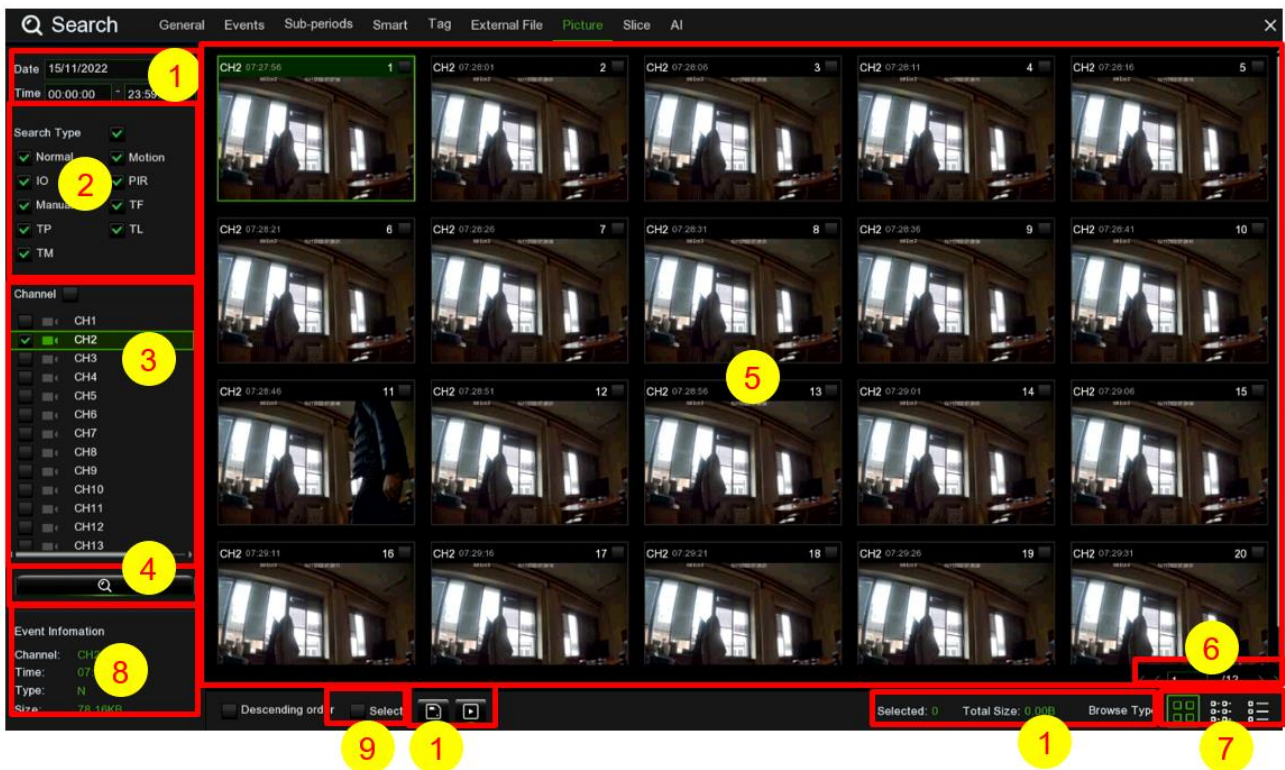 Search General Events Sub-periods Smart Tag External File Picture Slice AI
Date 15/11/2022
Time 00:00:00 - 23:59
1
Search Type
Normal Motion
IO PIR
2
Manual TF
TP TL
TM
Channel
CH1
CH2
CH3
3
CH4
CH5
CH6
CH7
CH8
CH9
CH10
CH11
CH12
CH13
4
Event Infomation
Channel: CH2
Time: 07:
8
Type: N
Size: 78.16KB
CH2 07:27:56 1 CH2 07:28:01 2 CH2 07:28:06 3 CH2 07:28:11 4 CH2 07:28:16 5
CH2 07:28:21 6 CH2 07:28:26 7 CH2 07:28:31 8 CH2 07:28:36 9 CH2 07:28:41 10
5
CH2 07:28:46 11 CH2 07:28:51 12 CH2 07:28:56 13 CH2 07:29:01 14 CH2 07:29:06 15
CH2 07:29:11 16 CH2 07:29:16 17 CH2 07:29:21 18 CH2 07:29:26 19 CH2 07:29:31 20
6
Descending order Select Selected: 0 Total Size: 0.00B Browse Typ
9 1 1 7